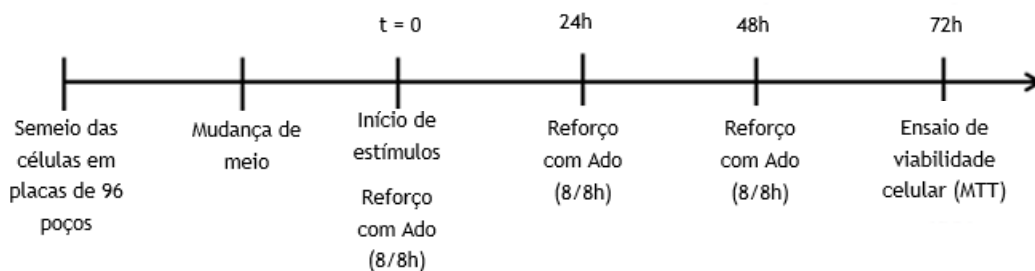 t = 0
24h
48h
72h
Semeio das
células em
placas de 96
poços
Mudança de
meio
Início de
estímulos
Reforço
com Ado
(8/8h)
Reforço
com Ado
(8/8h)
Reforço
com Ado
(8/8h)
Ensaio de
viabilidade
celular (MTT)